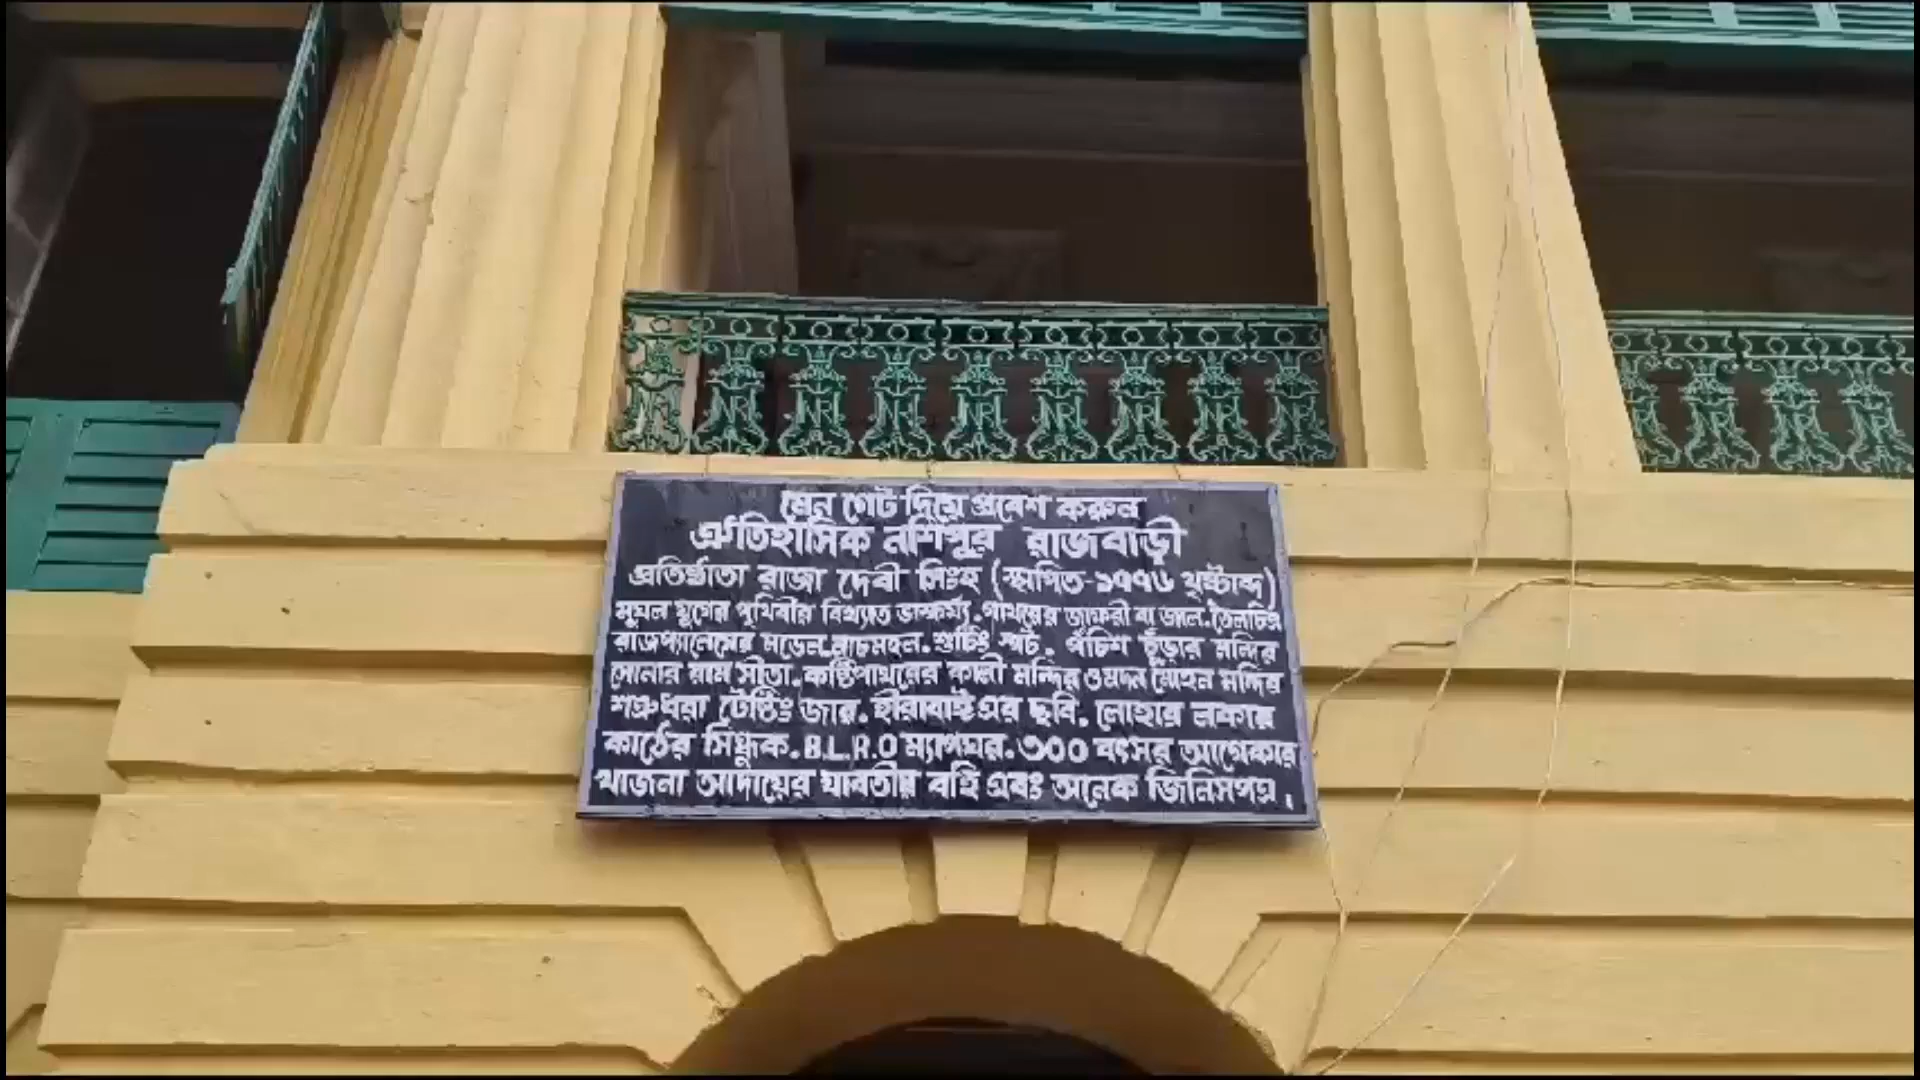 মেন গেট দিয়ে প্রবেশ করুন
ঐতিহাসিক নশিপুর রাজবাড়ী
প্রতিষ্ঠাতা রাজা দেবী সিংহ (স্থাপিত-১৭৭৬ খৃষ্টাব্দ)
মুঘল যুগের পৃথিবীর বিখ্যাত ভাস্কর্য্য. পাথরের জাফরী বা জাল. তৈলচিত্র
রাজপ্যালেসের মডেল. নাচমহল. শুটিং স্পট. পঁচিশ চূঁড়ার মন্দির
সোনার রাম সীতা. কষ্টিপাথরের কালী মন্দির ও মদন মোহন মন্দির
শত্রুধরা টেষ্টিং জার. হীরাবাঈ এর ছবি. লোহার লকার
কাঠের সিন্ধুক. B.L.R.O ম্যাপঘর. ৩০০ বৎসর আগেকার
খাজনা আদায়ের যাবতীয় বহি এবং অনেক জিনিসপত্র।